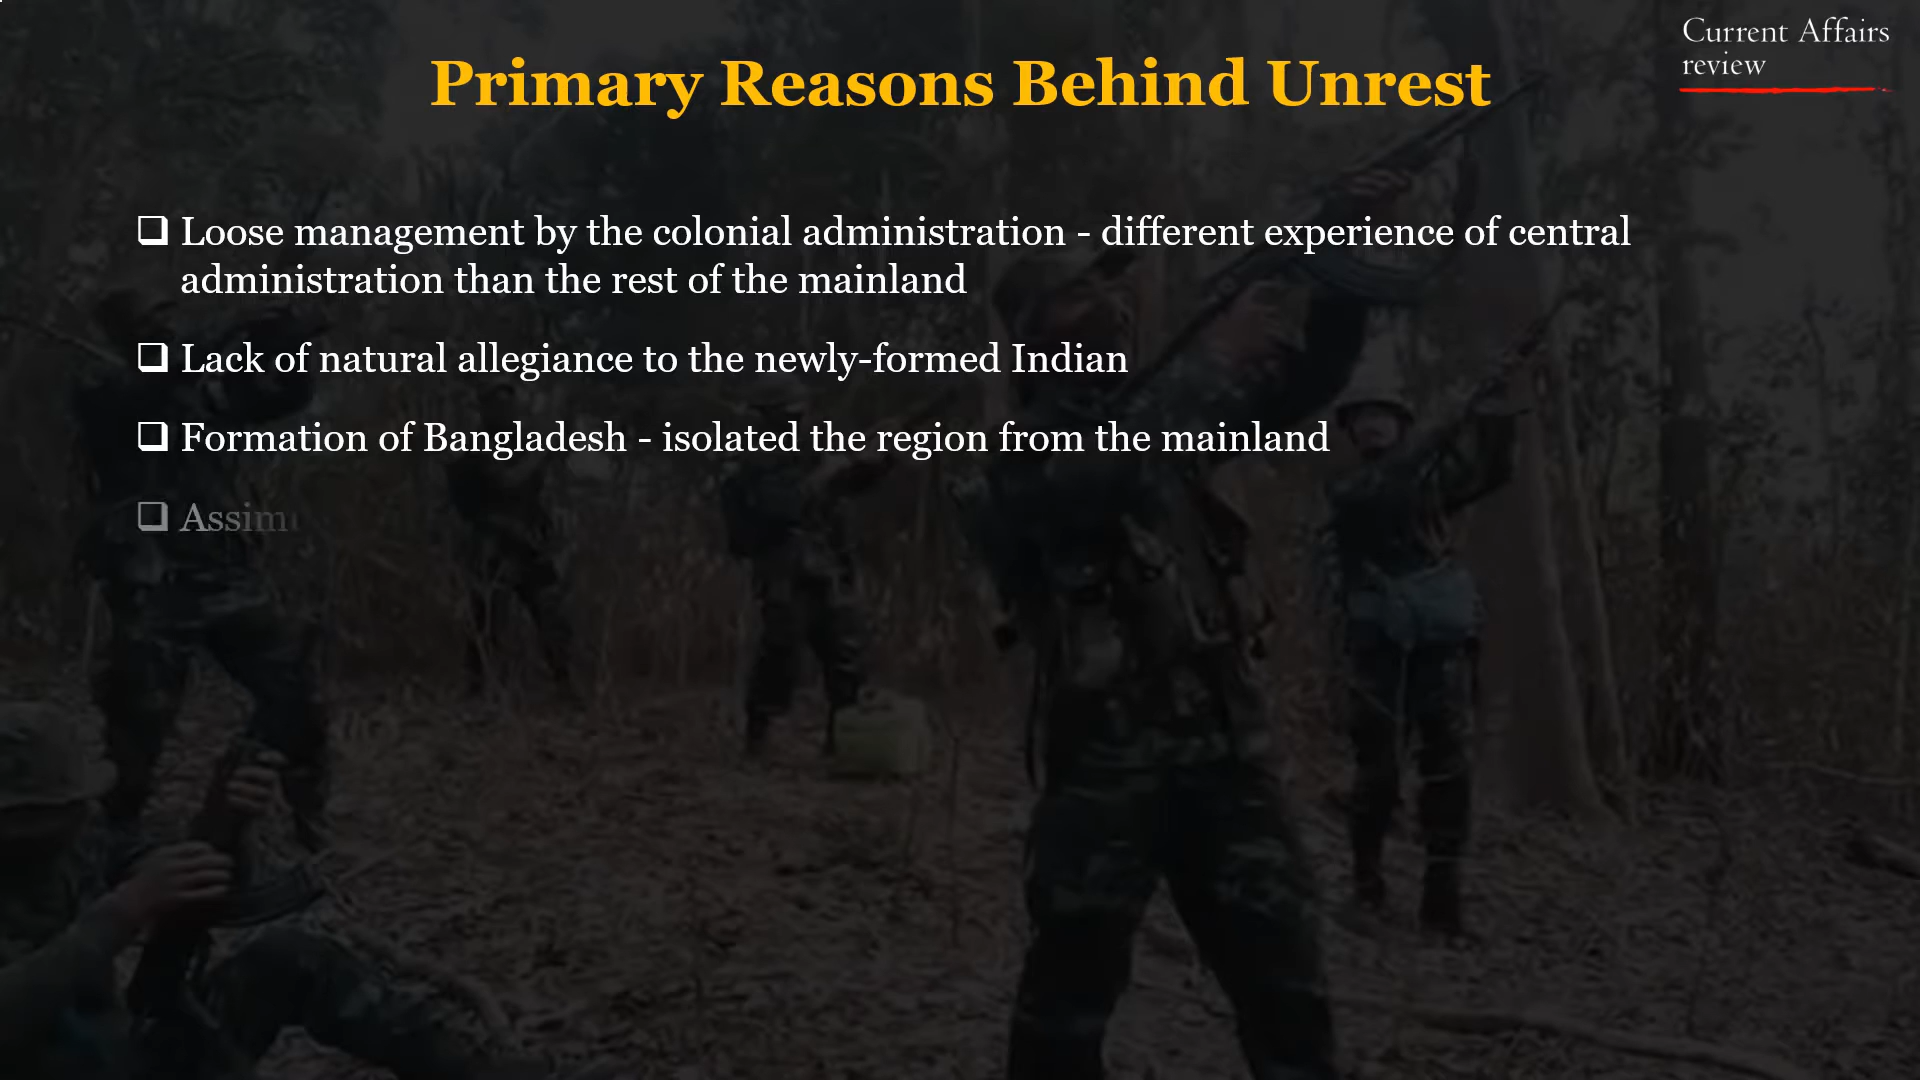 Current Affairs
review
Primary Reasons Behind Unrest
Loose management by the colonial administration - different experience of central
administration than the rest of the mainland
Lack of natural allegiance to the newly-formed Indian
Formation of Bangladesh - isolated the region from the mainland